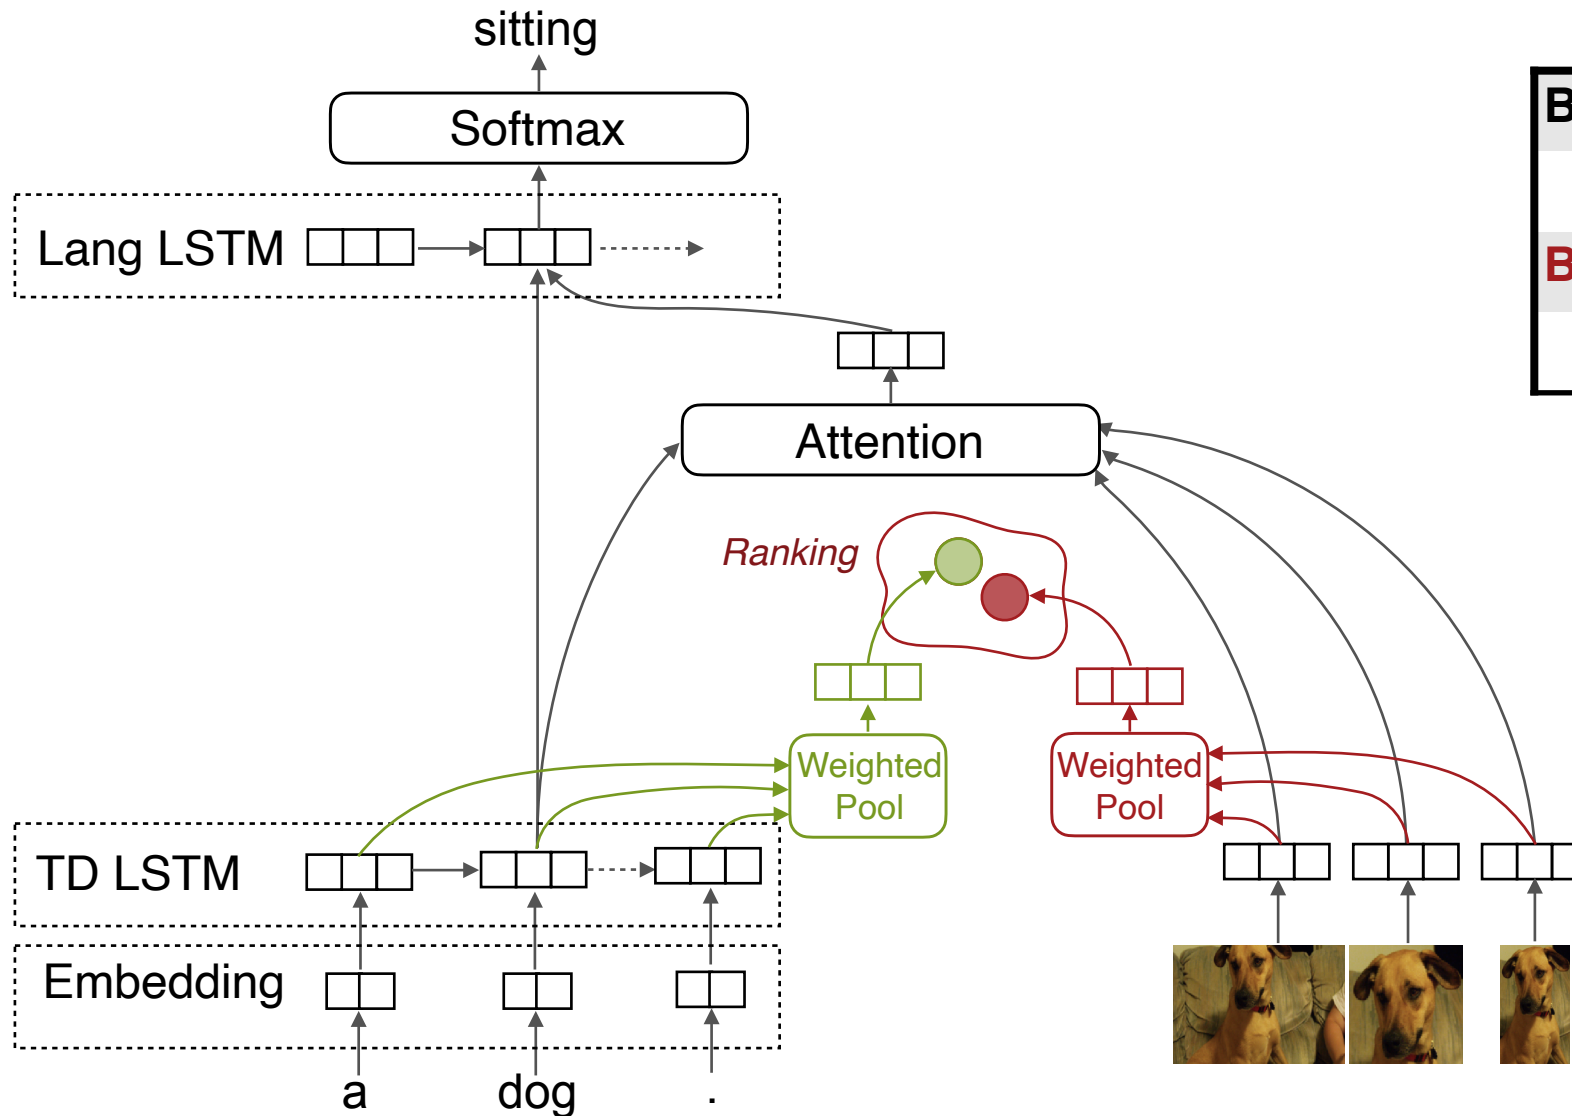 sitting
Softmax
B
Lang LSTM
B
Attention
Ranking
Weighted
Pool
Weighted
Pool
TD LSTM
Embedding
a
dog
.